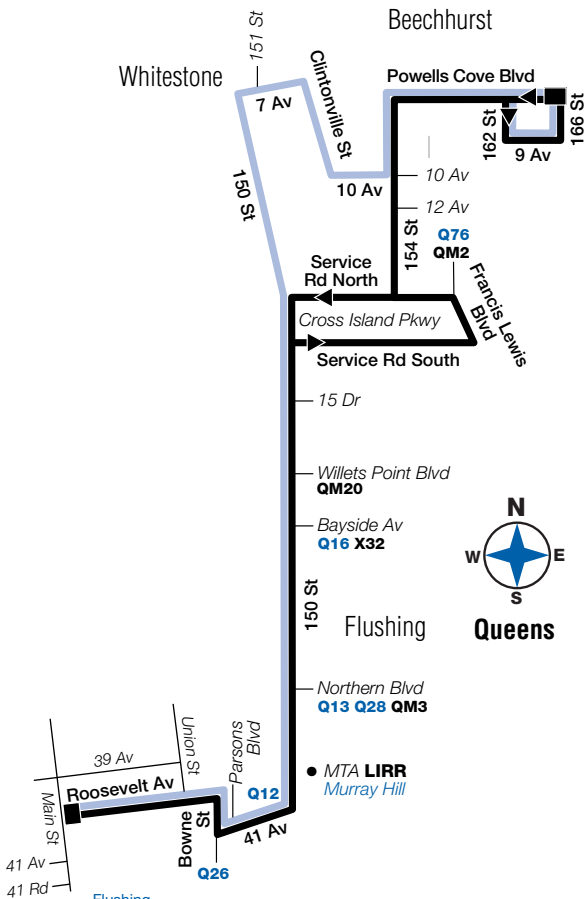 Beechhurst
151 St
Whitestone
Clintonville St
Powells Cove Blvd
7 Av
162 St
166 St
9 Av
150 St
10 Av
10 Av
12 Av
154 St
Q76
QM2
Service
Rd North
Francis Lewis
Blvd
Cross Island Pkwy
Service Rd South
15 Dr
Willets Point Blvd
QM20
Bayside Av
Q16 X32
N
W
E
S
150 St
Flushing
Queens
Northern Blvd
Q13 Q28 QM3
Union St
Parsons
Blvd
39 Av
MTA LIRR
Murray Hill
Roosevelt Av
Q12
Main St
Bowne
St
41 Av
41 Av
Q26
41 Rd
Flushing